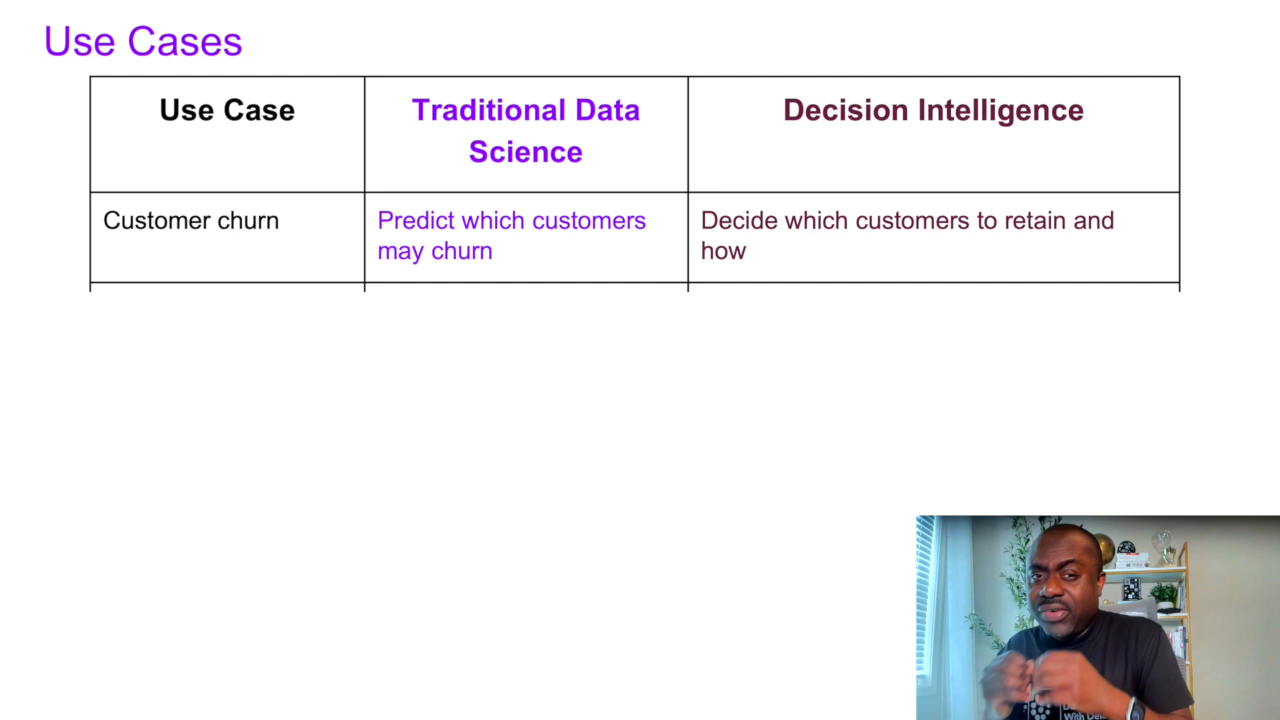 Use Cases
Use Case
Traditional Data
Science
Decision Intelligence
Customer churn
Predict which customers
may churn
Decide which customers to retain and
how
With